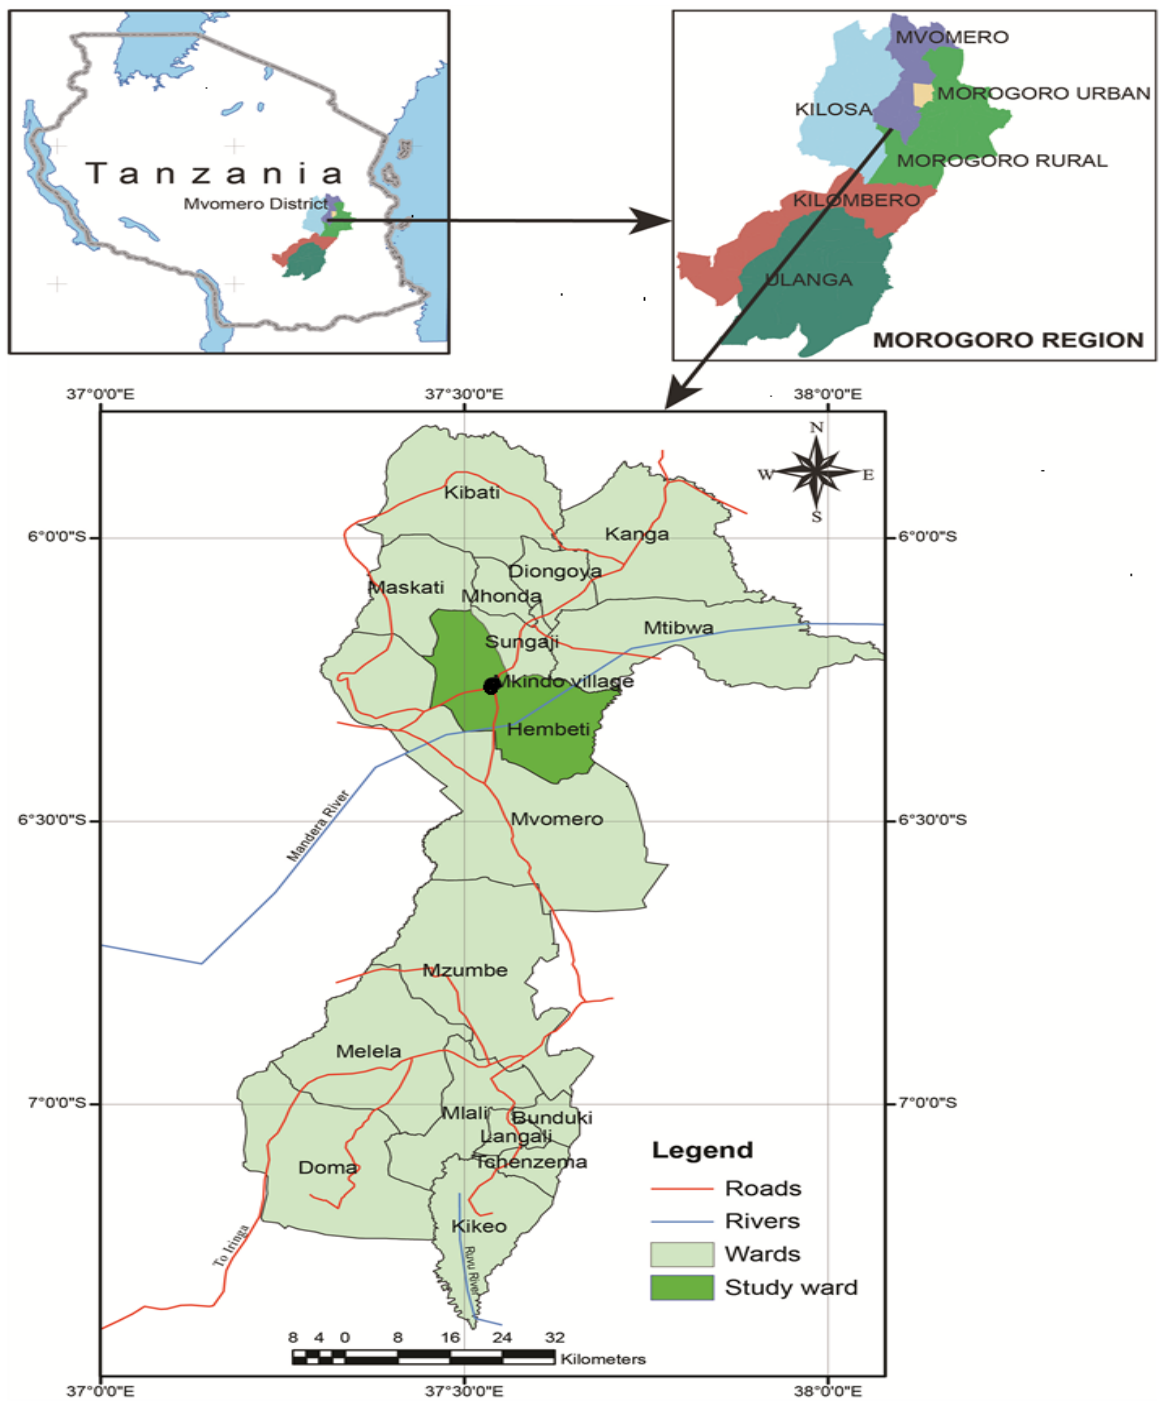 Tanzania
Mvomero District
MVOMERO
MOROGORO URBAN
KILOSA
MOROGORO RURAL
KILOMBERO
ULANGA
MOROGORO REGION
37°0'0"E 37°30'0"E 38°0'0"E
N
W E
S
Kibati
Kanga
6°0'0"S 6°0'0"S
Diongoya
Maskati
Mhonda
Mtibwa
Sungaji
Mkindo village
Hembeti
Mandera River
Mvomero
6°30'0"S 6°30'0"S
Mzumbe
Melela
7°0'0"S 7°0'0"S
Mlali
Bunduki
Langali
Tchenzema
Doma
Kikeo
To Iringa
Ruvu River
Legend
Roads
Rivers
Wards
Study ward
8 4 0 8 16 24 32
Kilometers
37°0'0"E 37°30'0"E 38°0'0"E